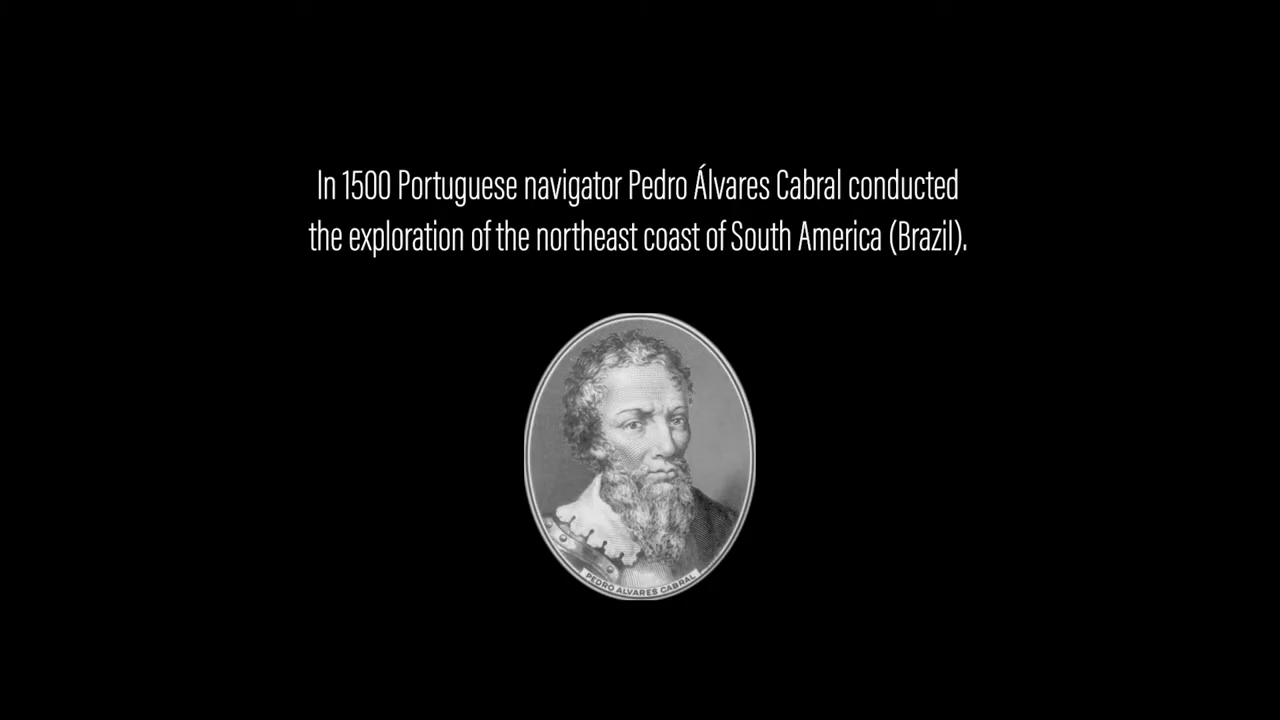 In 1500 Portuguese navigator Pedro Álvares Cabral conducted
the exploration of the northeast coast of South America (Brazil).
PEDRO ALVARES CABRAL